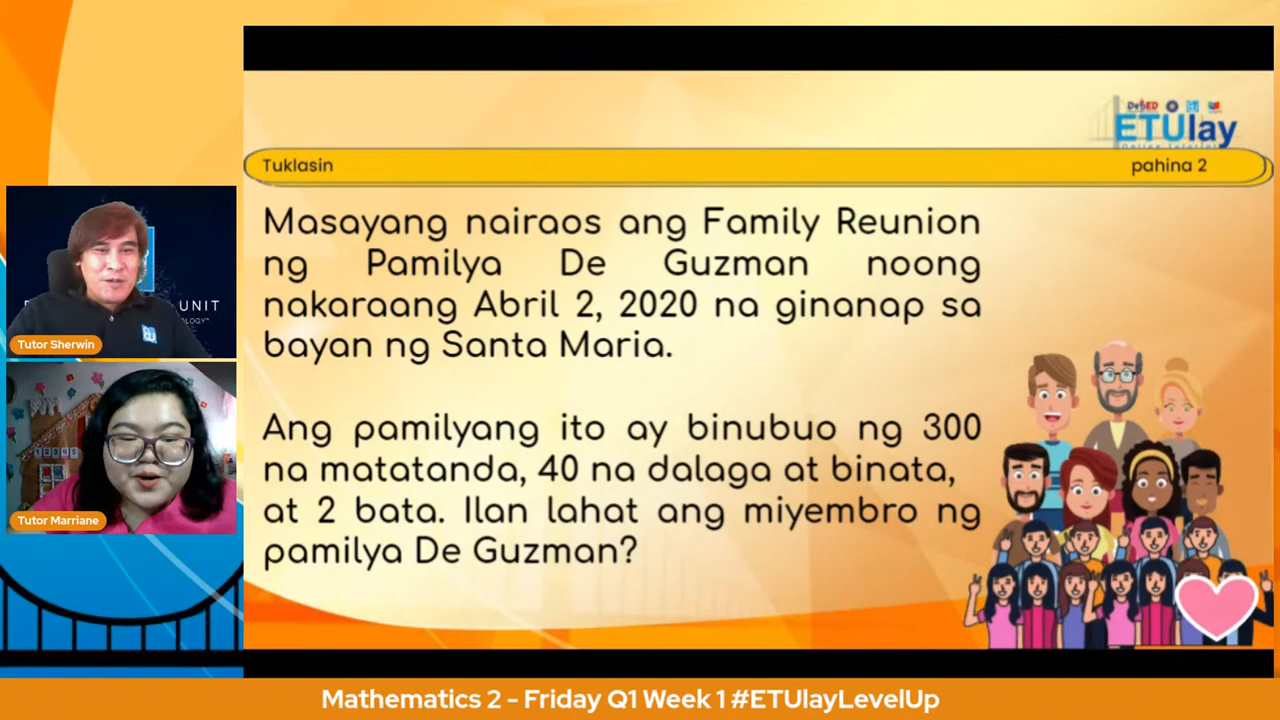 DepED
ETUlay
Tuklasin
pahina 2
Masayang nairaos ang Family Reunion
ng Pamilya De Guzman noong
nakaraang Abril 2, 2020 na ginanap sa
bayan ng Santa Maria.
Ang pamilyang ito ay binubuo ng 300
na matatanda, 40 na dalaga at binata,
at 2 bata. Ilan lahat ang miyembro ng
pamilya De Guzman?
UNIT
Tutor Sherwin
Tutor Marriane
Mathematics 2 - Friday Q1 Week 1 #ETUlayLevelUp